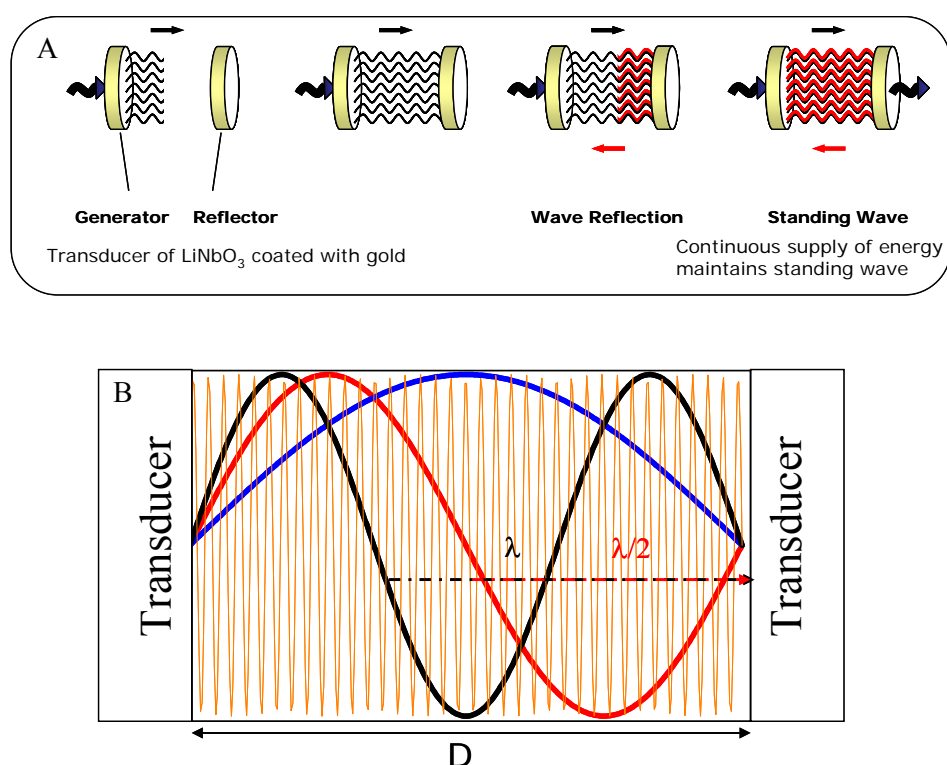 A
Generator Reflector Wave Reflection Standing Wave
Transducer of LiNbO3 coated with gold
Continuous supply of energy
maintains standing wave
B
Transducer
λ
λ/2
Transducer
D